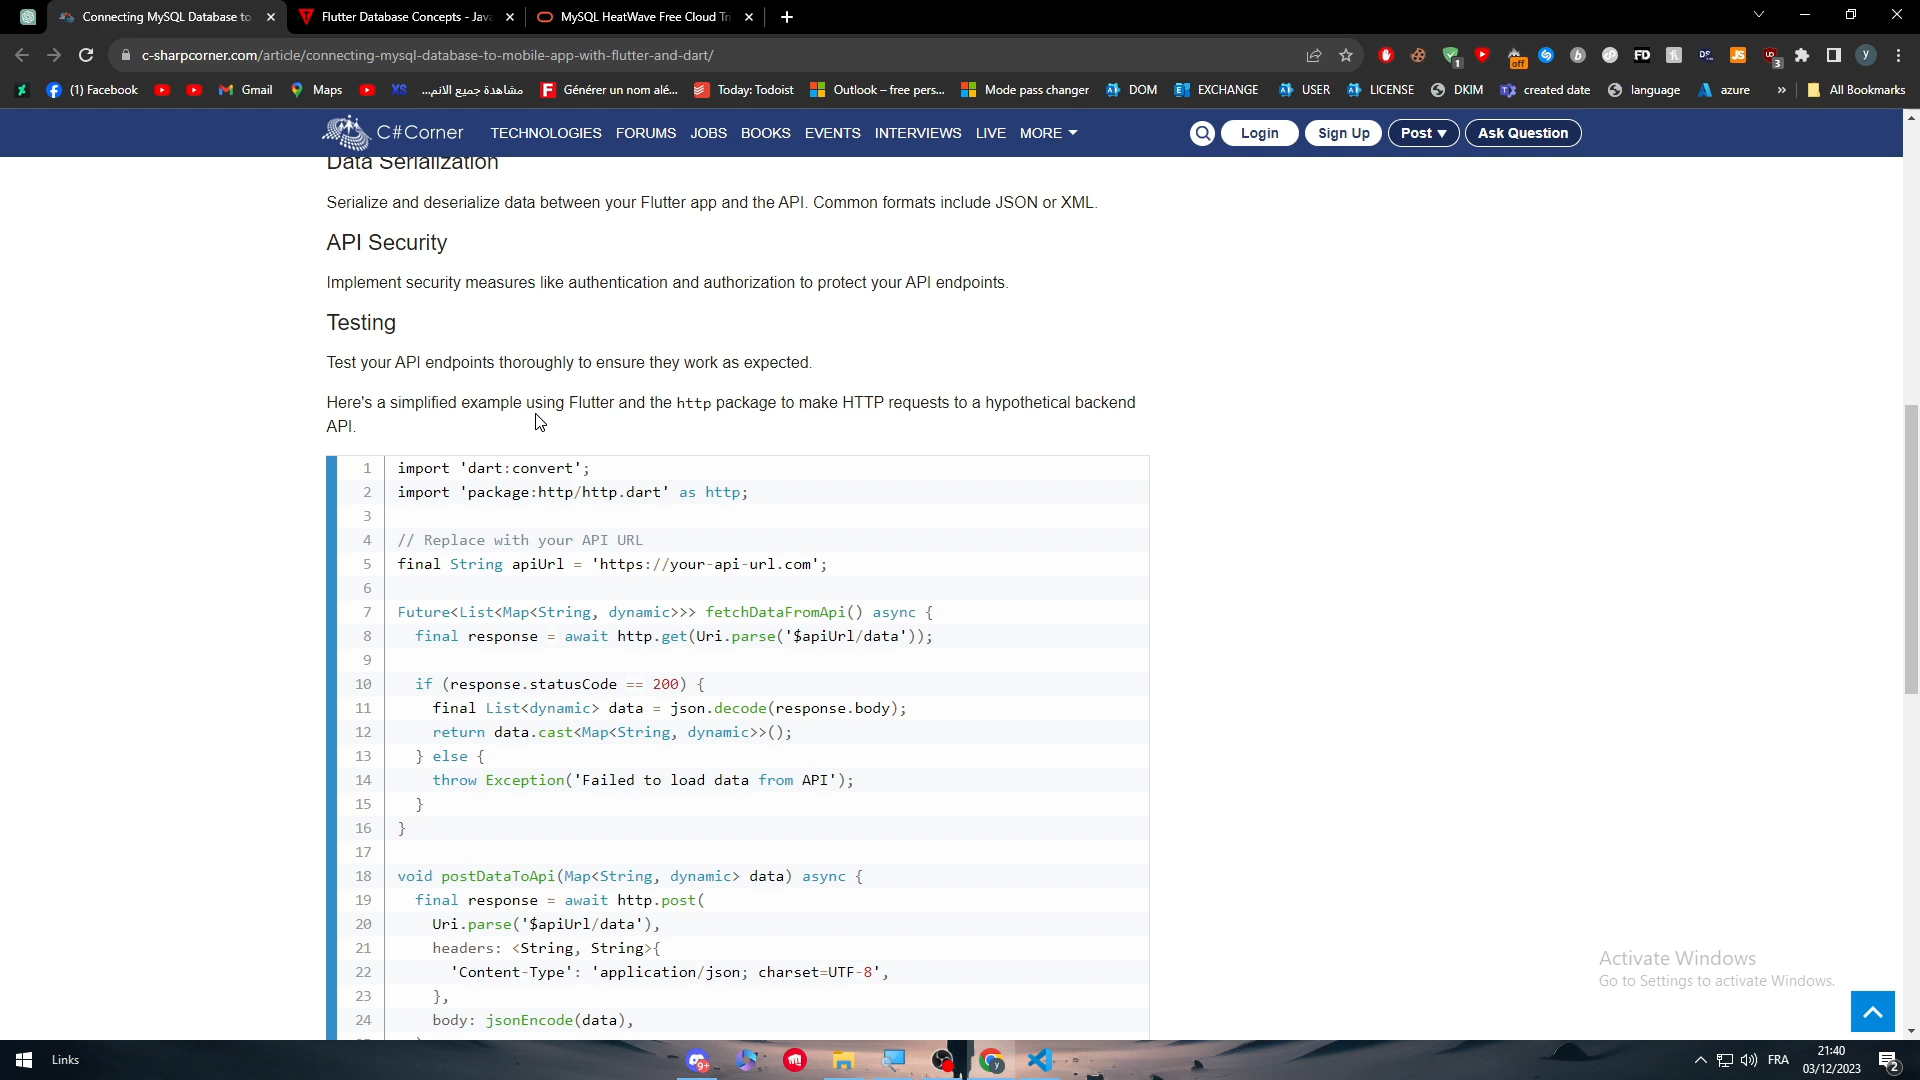 Connecting MySQL Database to
Flutter Database Concepts - Jav
MySQL HeatWave Free Cloud Tri
c-sharpcorner.com/article/connecting-mysql-database-to-mobile-app-with-flutter-and-dart/
1
off
FD
JS
3
y
(1) Facebook
Gmail
Maps
XS
مشاهدة جميع الانم...
Générer un nom alé...
Today: Todoist
Outlook – free pers...
Mode pass changer
DOM
EXCHANGE
USER
LICENSE
DKIM
created date
language
azure
»
All Bookmarks
C#Corner
TECHNOLOGIES FORUMS JOBS BOOKS EVENTS INTERVIEWS LIVE MORE
Login
Sign Up
Post
Ask Question
Data Serialization
Serialize and deserialize data between your Flutter app and the API. Common formats include JSON or XML.
API Security
Implement security measures like authentication and authorization to protect your API endpoints.
Testing
Test your API endpoints thoroughly to ensure they work as expected.
Here's a simplified example using Flutter and the http package to make HTTP requests to a hypothetical backend
API.
1 import 'dart:convert';
2 import 'package:http/http.dart' as http;
3
4 // Replace with your API URL
5 final String apiUrl = 'https://your-api-url.com';
6
7 Future<List<Map<String, dynamic>>> fetchDataFromApi() async {
8 final response = await http.get(Uri.parse('$apiUrl/data'));
9
10 if (response.statusCode == 200) {
11 final List<dynamic> data = json.decode(response.body);
12 return data.cast<Map<String, dynamic>>();
13 } else {
14 throw Exception('Failed to load data from API');
15 }
16 }
17
18 void postDataToApi(Map<String, dynamic> data) async {
19 final response = await http.post(
20 Uri.parse('$apiUrl/data'),
21 headers: <String, String>{
22 'Content-Type': 'application/json; charset=UTF-8',
23 },
24 body: jsonEncode(data),
Activate Windows
Go to Settings to activate Windows.
Links
FRA
21:40
03/12/2023
2